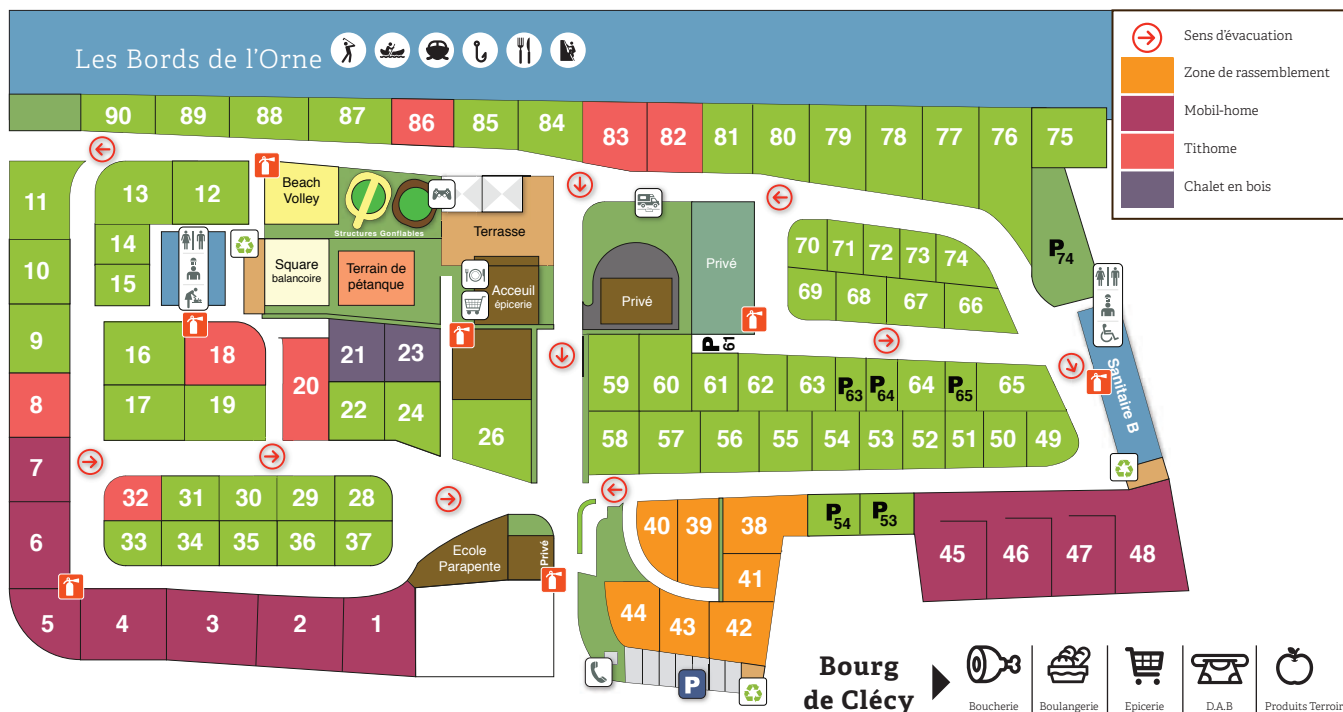 Les Bords de l'Orne
Sens d'évacuation
Zone de rassemblement
Mobil-home
Tithome
Chalet en bois
90 89 88 87 86 85 84 83 82 81 80 79 78 77 76 75
11
10
9
8
7
6
13 12
14
15
Beach
Volley
Structures Gonflables
Terrasse
Square
balancoire
Terrain de
pétanque
Acceuil
épicerie
Privé
Privé
70 71 72 73 74
69 68 67 66
P74
Sanitaire B
16 18
17 19
20
21 23
22 24
26
P61
59 60 61 62 63 P63 P64 64 P65 65
58 57 56 55 54 53 52 51 50 49
32 31 30 29 28
33 34 35 36 37
Ecole
Parapente
Privé
40 39 38
41
44 43 42
P54 P53
45 46 47 48
5 4 3 2 1
P
Bourg
de Clécy
Boucherie
Boulangerie
Epicerie
D.A.B
Produits Terroir